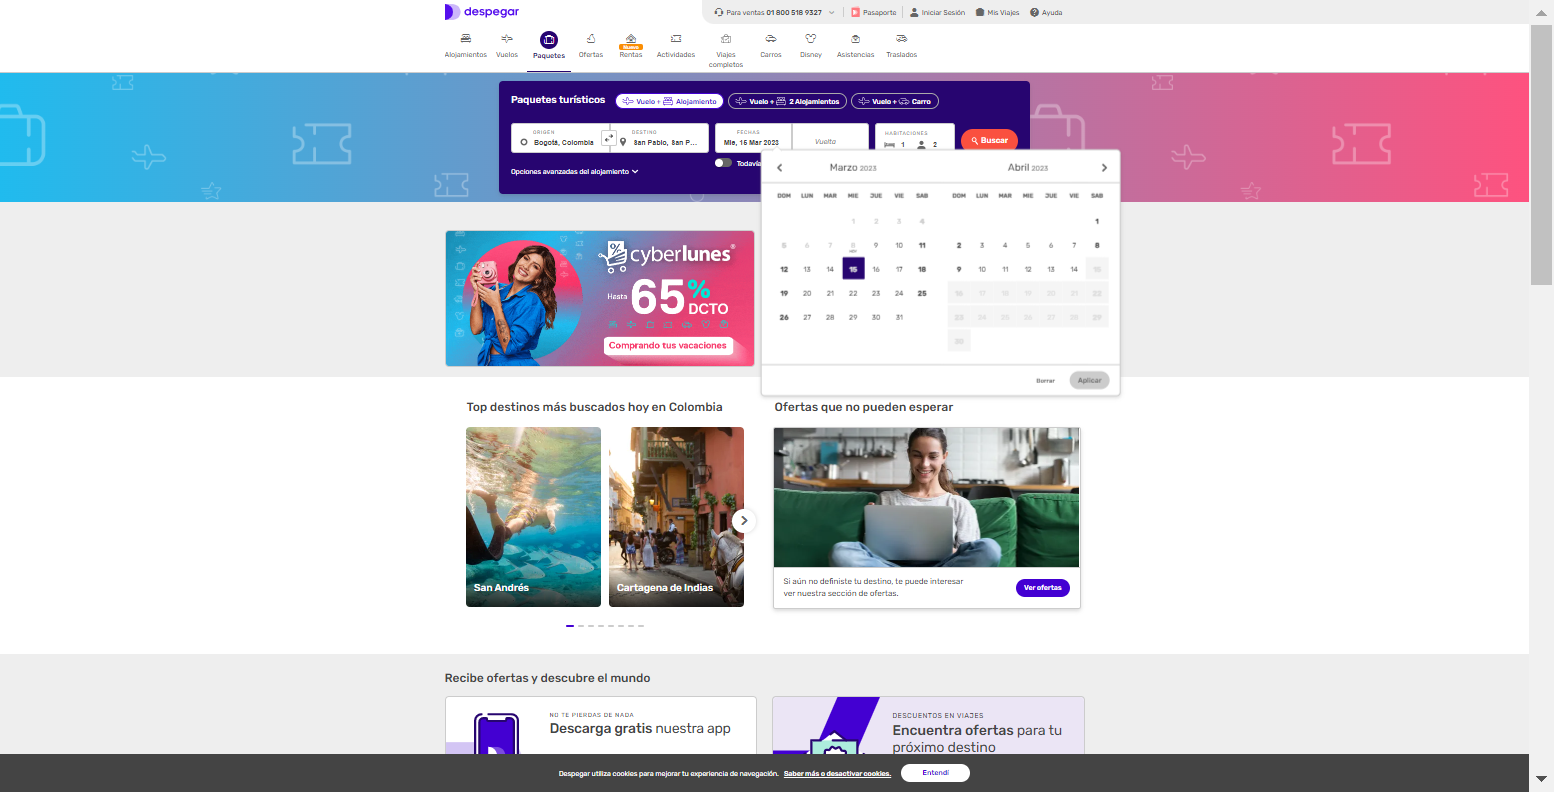 despegar
Para ventas 01 800 518 9327
Pasaporte
Iniciar Sesión
Mis Viajes
Ayuda
Alojamientos
Vuelos
Paquetes
Ofertas
Nuevo
Rentas
Actividades
Viajes completos
Carros
Disney
Asistencias
Traslados
Paquetes turísticos
Vuelo + Alojamiento
Vuelo + 2 Alojamientos
Vuelo + Carro
ORIGEN
Bogotá, Colombia
DESTINO
San Pablo, San P...
FECHAS
Mie, 15 Mar 2023
Vuelta
HABITACIONES
1
2
Buscar
Todavía
Opciones avanzadas del alojamiento
Marzo 2023
DOM LUN MAR MIE JUE VIE SAB
1 2 3 4
5 6 7 8 9 10 11
12 13 14 15 16 17 18
19 20 21 22 23 24 25
26 27 28 29 30 31
Abril 2023
DOM LUN MAR MIE JUE VIE SAB
1
2 3 4 5 6 7 8
9 10 11 12 13 14 15
16 17 18 19 20 21 22
23 24 25 26 27 28 29
30
Borrar
Aplicar
cyberlunes®
Hasta 65% DCTO
Comprando tus vacaciones
Top destinos más buscados hoy en Colombia
San Andrés
Cartagena de Indias
Ofertas que no pueden esperar
Si aún no definiste tu destino, te puede interesar
ver nuestra sección de ofertas.
Ver ofertas
Recibe ofertas y descubre el mundo
NO TE PIERDAS DE NADA
Descarga gratis nuestra app
DESCUENTOS EN VIAJES
Encuentra ofertas para tu
próximo destino
Despegar utiliza cookies para mejorar tu experiencia de navegación. Saber más o desactivar cookies.
Entendí